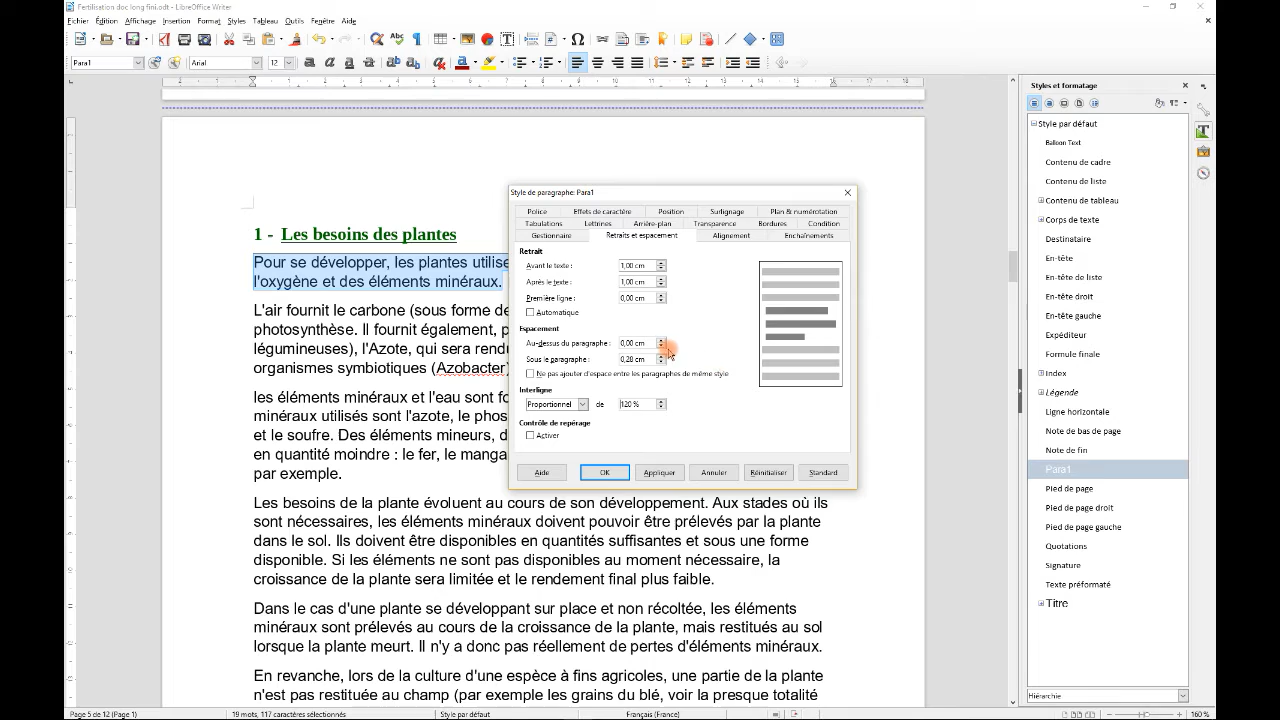 Fertilisation doc long fini.odt - LibreOffice Writer
Fichier Édition Affichage Insertion Format Styles Tableau Outils Fenêtre Aide
Para1 Arial 12
1 - Les besoins des plantes
Pour se développer, les plantes utilise
l'oxygène et des éléments minéraux.
L'air fournit le carbone (sous forme de
photosynthèse. Il fournit également, p
légumineuses), l'Azote, qui sera rendu
organismes symbiotiques (Azobacter)
les éléments minéraux et l'eau sont fo
minéraux utilisés sont l'azote, le phos
et le soufre. Des éléments mineurs, d
en quantité moindre : le fer, le manga
par exemple.
Les besoins de la plante évoluent au cours de son développement. Aux stades où ils
sont nécessaires, les éléments minéraux doivent pouvoir être prélevés par la plante
dans le sol. Ils doivent être disponibles en quantités suffisantes et sous une forme
disponible. Si les éléments ne sont pas disponibles au moment nécessaire, la
croissance de la plante sera limitée et le rendement final plus faible.
Dans le cas d'une plante se développant sur place et non récoltée, les éléments
minéraux sont prélevés au cours de la croissance de la plante, mais restitués au sol
lorsque la plante meurt. Il n'y a donc pas réellement de pertes d'éléments minéraux.
En revanche, lors de la culture d'une espèce à fins agricoles, une partie de la plante
n'est pas restituée au champ (par exemple les grains du blé, voir la presque totalité
Style de paragraphe: Para1
Police Effets de caractère Position Surlignage Plan & numérotation
Tabulations Lettrines Arrière-plan Transparence Bordures Condition
Gestionnaire Retraits et espacement Alignement Enchaînements
Retrait
Avant le texte : 1,00 cm
Après le texte : 1,00 cm
Première ligne : 0,00 cm
Automatique
Espacement
Au-dessus du paragraphe : 0,00 cm
Sous le paragraphe : 0,28 cm
Ne pas ajouter d'espace entre les paragraphes de même style
Interligne
Proportionnel de 120 %
Contrôle de repérage
Activer
Aide OK Appliquer Annuler Réinitialiser Standard
Styles et formatage
Style par défaut
Balloon Text
Contenu de cadre
Contenu de liste
Contenu de tableau
Corps de texte
Destinataire
En-tête
En-tête de liste
En-tête droit
En-tête gauche
Expéditeur
Formule finale
Index
Légende
Ligne horizontale
Note de bas de page
Note de fin
Para1
Pied de page
Pied de page droit
Pied de page gauche
Quotations
Signature
Texte préformaté
Titre
Hiérarchie
Page 5 de 12 (Page 1) 19 mots, 117 caractères sélectionnés Style par défaut Français (France) 160 %